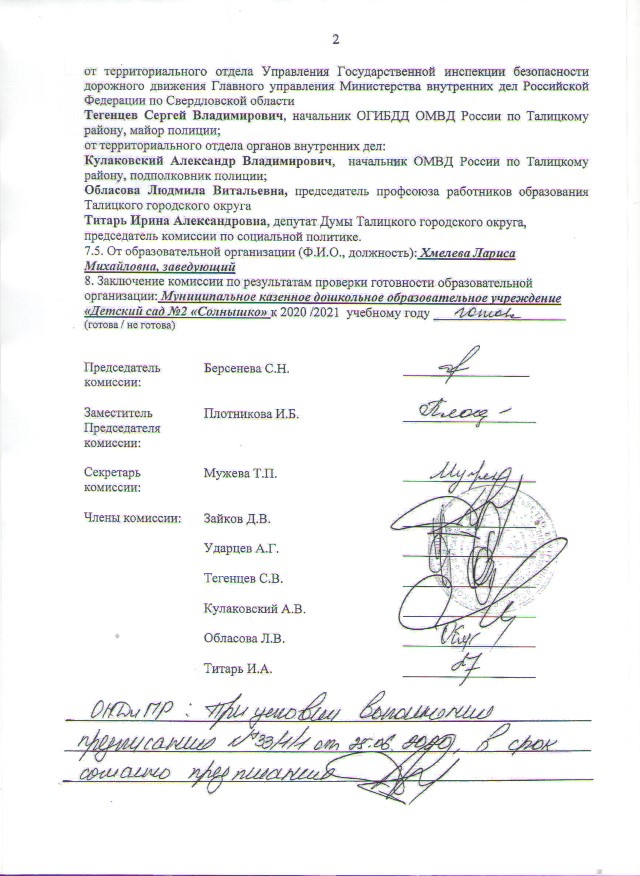 2
от территориального отдела Управления Государственной инспекции безопасности
дорожного движения Главного управления Министерства внутренних дел Российской
Федерации по Свердловской области
Тегенцев Сергей Владимирович, начальник ОГИБДД ОМВД России по Талицкому
району, майор полиции;
от территориального отдела органов внутренних дел:
Кулаковский Александр Владимирович, начальник ОМВД России по Талицкому
району, подполковник полиции;
Обласова Людмила Витальевна, председатель профсоюза работников образования
Талицкого городского округа
Титарь Ирина Александровна, депутат Думы Талицкого городского округа,
председатель комиссии по социальной политике.
7.5. От образовательной организации (Ф.И.О., должность): Хмелева Лариса
Михайловна, заведующий
8. Заключение комиссии по результатам проверки готовности образовательной
организации: Муниципальное казенное дошкольное образовательное учреждение
«Детский сад №2 «Солнышко» к 2020 /2021 учебному году готов
(готова / не готова)
Председатель комиссии: Берсенева С.Н.
Заместитель Председателя комиссии: Плотникова И.Б.
Секретарь комиссии: Мужева Т.П.
Члены комиссии: Зайков Д.В.
Ударцев А.Г.
Тегенцев С.В.
Кулаковский А.В.
Обласова Л.В.
Титарь И.А.
ОНДиПР : При условии выполнения
предписания № 33/1/1 от 25.06.2020, в срок
согласно предписания